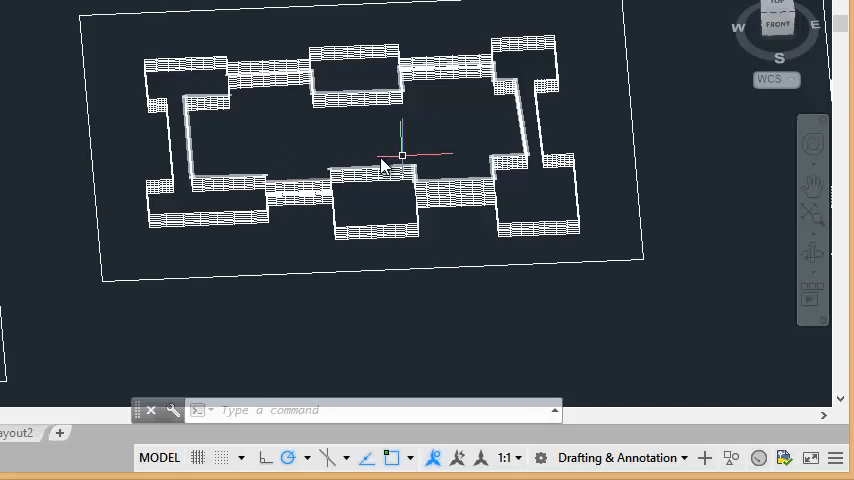 TOP
FRONT
W
E
S
WCS
Type a command
ayout2
MODEL
1:1
Drafting & Annotation